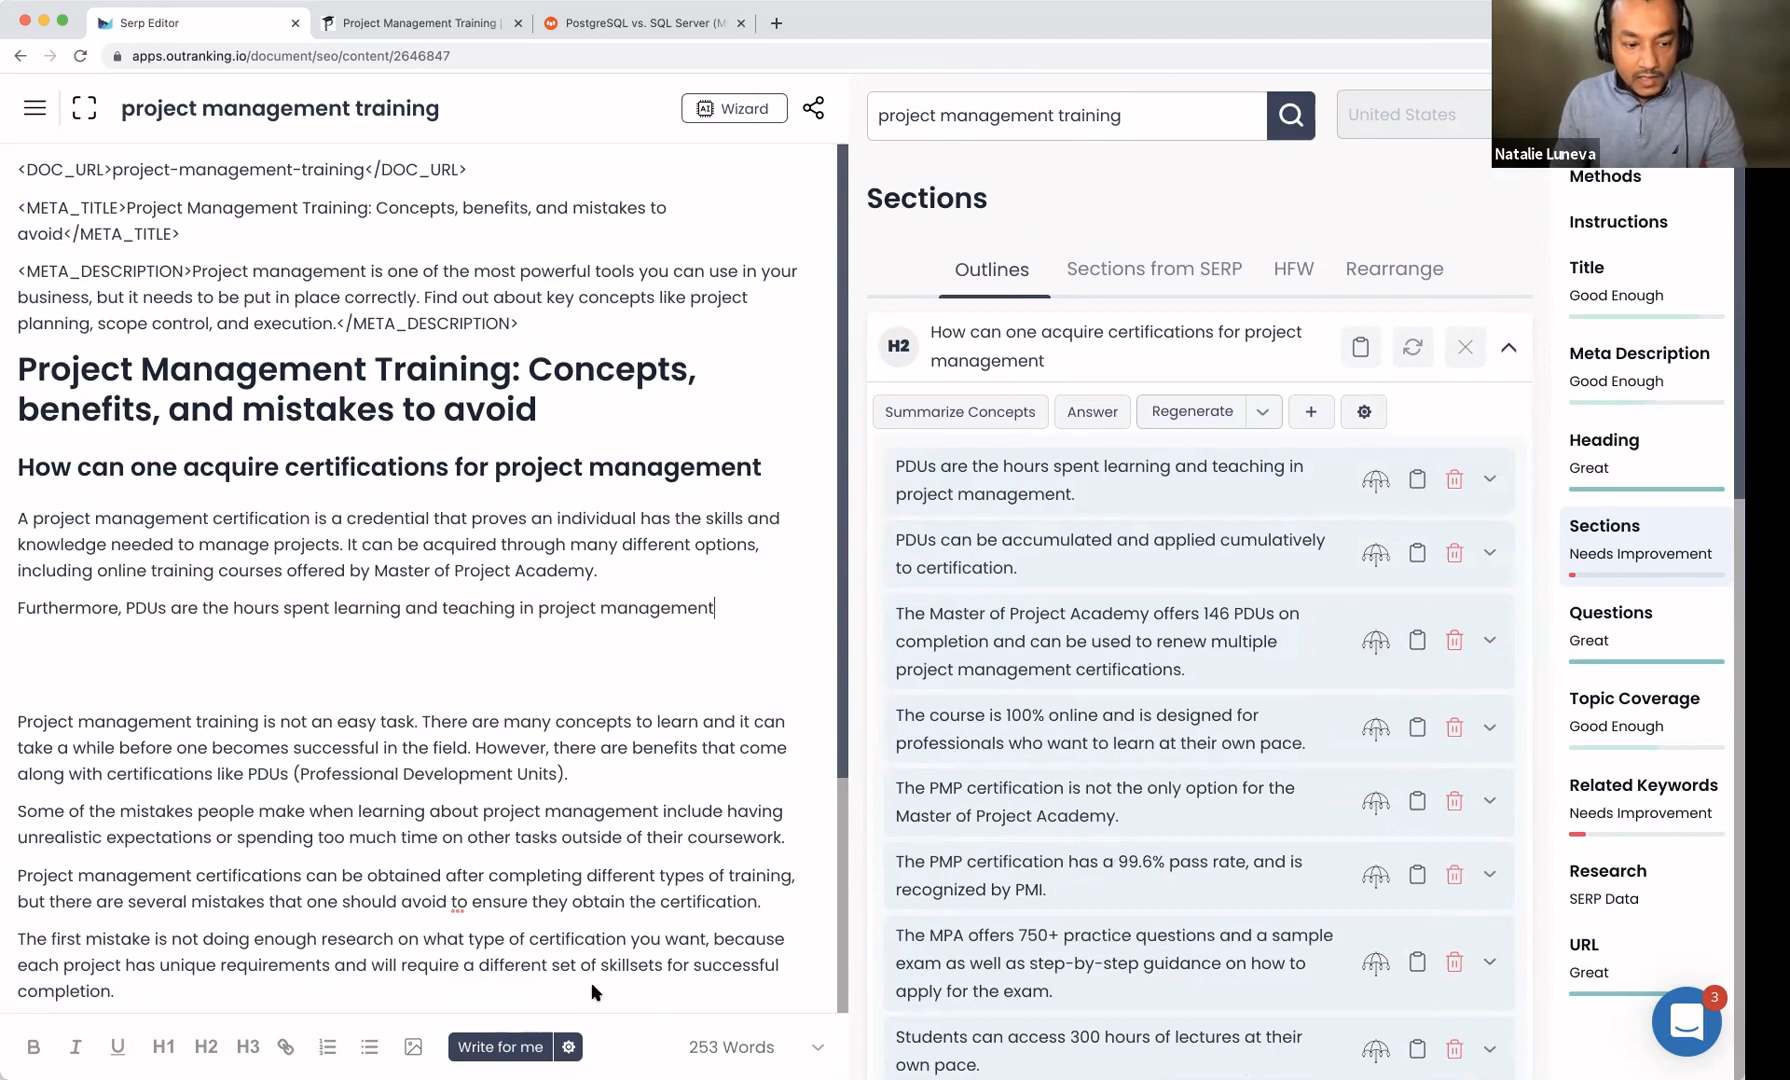 Serp Editor
Project Management Training |
PostgreSQL vs. SQL Server (M
apps.outranking.io/document/seo/content/2646847
project management training
Wizard
project management training
United States
Natalie Luneva
<DOC_URL>project-management-training</DOC_URL>
<META_TITLE>Project Management Training: Concepts, benefits, and mistakes to
avoid</META_TITLE>
<META_DESCRIPTION>Project management is one of the most powerful tools you can use in your
business, but it needs to be put in place correctly. Find out about key concepts like project
planning, scope control, and execution.</META_DESCRIPTION>
Project Management Training: Concepts,
benefits, and mistakes to avoid
How can one acquire certifications for project management
A project management certification is a credential that proves an individual has the skills and
knowledge needed to manage projects. It can be acquired through many different options,
including online training courses offered by Master of Project Academy.
Furthermore, PDUs are the hours spent learning and teaching in project management
Project management training is not an easy task. There are many concepts to learn and it can
take a while before one becomes successful in the field. However, there are benefits that come
along with certifications like PDUs (Professional Development Units).
Some of the mistakes people make when learning about project management include having
unrealistic expectations or spending too much time on other tasks outside of their coursework.
Project management certifications can be obtained after completing different types of training,
but there are several mistakes that one should avoid to ensure they obtain the certification.
The first mistake is not doing enough research on what type of certification you want, because
each project has unique requirements and will require a different set of skillsets for successful
completion.
B I U H1 H2 H3
Write for me
253 Words
Sections
Outlines
Sections from SERP
HFW
Rearrange
H2
How can one acquire certifications for project
management
Summarize Concepts
Answer
Regenerate
+
PDUs are the hours spent learning and teaching in
project management.
PDUs can be accumulated and applied cumulatively
to certification.
The Master of Project Academy offers 146 PDUs on
completion and can be used to renew multiple
project management certifications.
The course is 100% online and is designed for
professionals who want to learn at their own pace.
The PMP certification is not the only option for the
Master of Project Academy.
The PMP certification has a 99.6% pass rate, and is
recognized by PMI.
The MPA offers 750+ practice questions and a sample
exam as well as step-by-step guidance on how to
apply for the exam.
Students can access 300 hours of lectures at their
own pace.
Methods
Instructions
Title
Good Enough
Meta Description
Good Enough
Heading
Great
Sections
Needs Improvement
Questions
Great
Topic Coverage
Good Enough
Related Keywords
Needs Improvement
Research
SERP Data
URL
Great
3